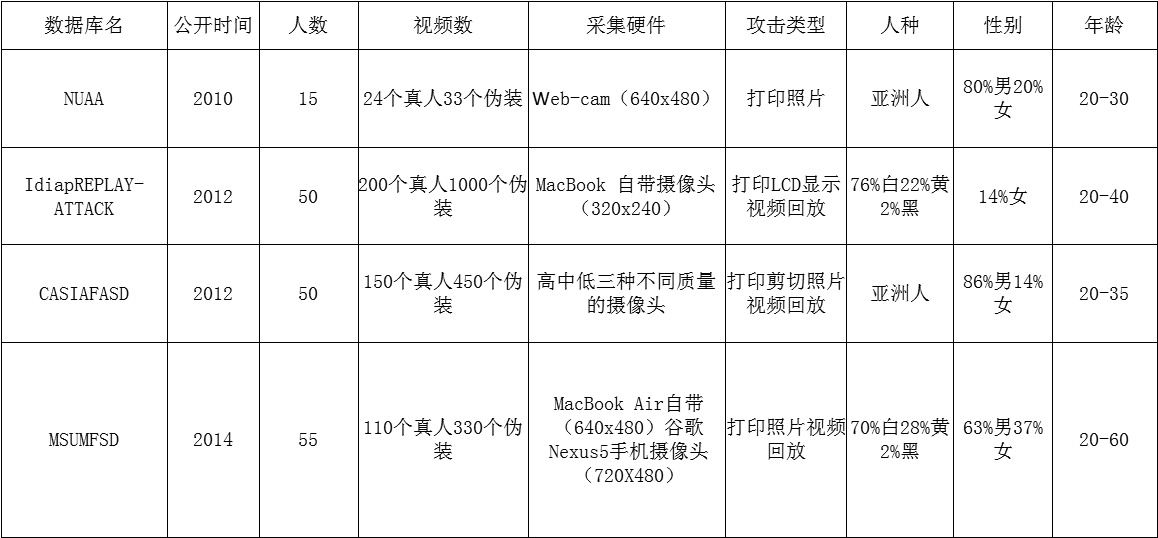 数据库名 公开时间 人数 视频数 采集硬件 攻击类型 人种 性别 年龄
NUAA 2010 15 24个真人33个伪装 Web-cam（640x480） 打印照片 亚洲人 80%男20%
女 20-30
IdiapREPLAY-
ATTACK 2012 50 200个真人1000个伪
装 MacBook 自带摄像头
（320x240） 打印LCD显示
视频回放 76%白22%黄
2%黑 14%女 20-40
CASIAFASD 2012 50 150个真人450个伪
装 高中低三种不同质量
的摄像头 打印剪切照片
视频回放 亚洲人 86%男14%
女 20-35
MSUMFSD 2014 55 110个真人330个伪
装 MacBook Air自带
（640x480）谷歌
Nexus5手机摄像头
（720X480） 打印照片视频
回放 70%白28%黄
2%黑 63%男37%
女 20-60